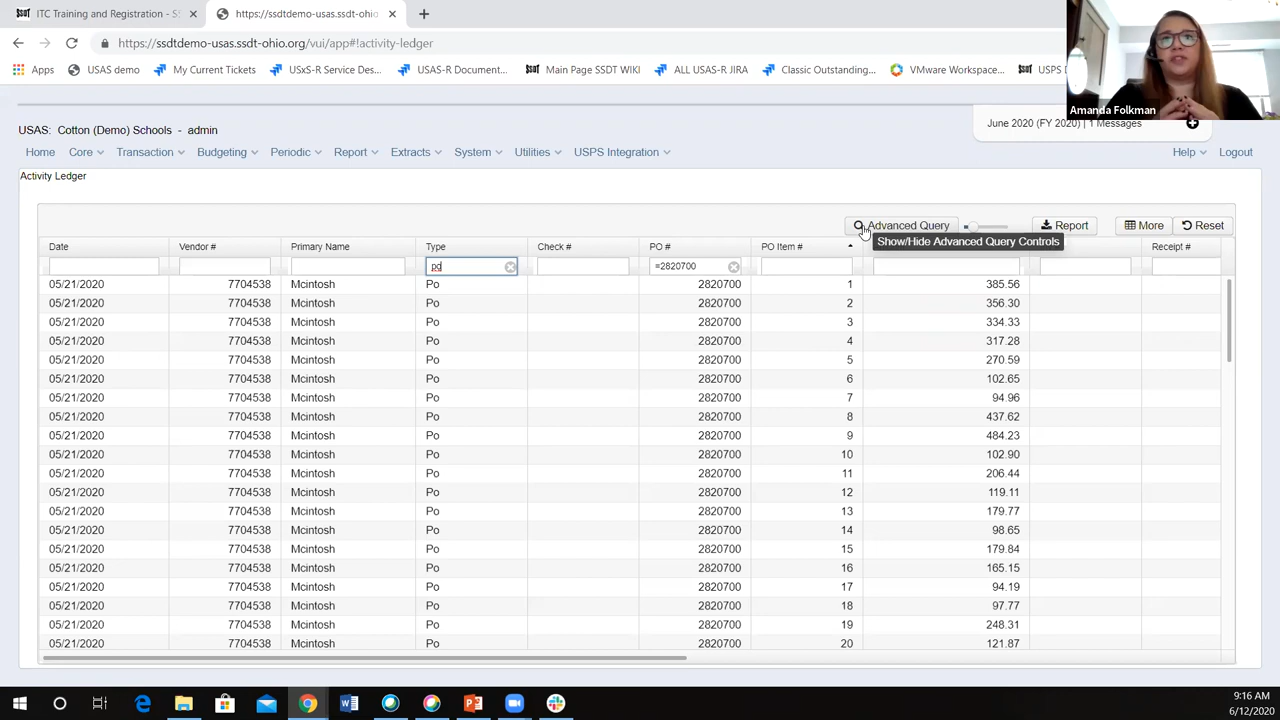 SSDT ITC Training and Registration - SS
https://ssdtdemo-usas.ssdt-ohio
https://ssdtdemo-usas.ssdt-ohio.org/vui/app#!activity-ledger
Apps USAS demo My Current Tickets USxS-R Service Des... USAS-R Document... SSDT Main Page SSDT WIKI ALL USAS-R JIRA Classic Outstanding... VMware Workspace... SSDT USPS D
Amanda Folkman
USAS: Cotton (Demo) Schools - admin
June 2020 (FY 2020) | 1 Messages
Home Core Transaction Budgeting Periodic Report Extracts System Utilities USPS Integration Help Logout
Activity Ledger
Advanced Query Report More Reset
Show/Hide Advanced Query Controls
Date Vendor # Primary Name Type Check # PO # PO Item # Receipt #
po =2820700
05/21/2020 7704538 Mcintosh Po 2820700 1 385.56
05/21/2020 7704538 Mcintosh Po 2820700 2 356.30
05/21/2020 7704538 Mcintosh Po 2820700 3 334.33
05/21/2020 7704538 Mcintosh Po 2820700 4 317.28
05/21/2020 7704538 Mcintosh Po 2820700 5 270.59
05/21/2020 7704538 Mcintosh Po 2820700 6 102.65
05/21/2020 7704538 Mcintosh Po 2820700 7 94.96
05/21/2020 7704538 Mcintosh Po 2820700 8 437.62
05/21/2020 7704538 Mcintosh Po 2820700 9 484.23
05/21/2020 7704538 Mcintosh Po 2820700 10 102.90
05/21/2020 7704538 Mcintosh Po 2820700 11 206.44
05/21/2020 7704538 Mcintosh Po 2820700 12 119.11
05/21/2020 7704538 Mcintosh Po 2820700 13 179.77
05/21/2020 7704538 Mcintosh Po 2820700 14 98.65
05/21/2020 7704538 Mcintosh Po 2820700 15 179.84
05/21/2020 7704538 Mcintosh Po 2820700 16 165.15
05/21/2020 7704538 Mcintosh Po 2820700 17 94.19
05/21/2020 7704538 Mcintosh Po 2820700 18 97.77
05/21/2020 7704538 Mcintosh Po 2820700 19 248.31
05/21/2020 7704538 Mcintosh Po 2820700 20 121.87
9:16 AM
6/12/2020